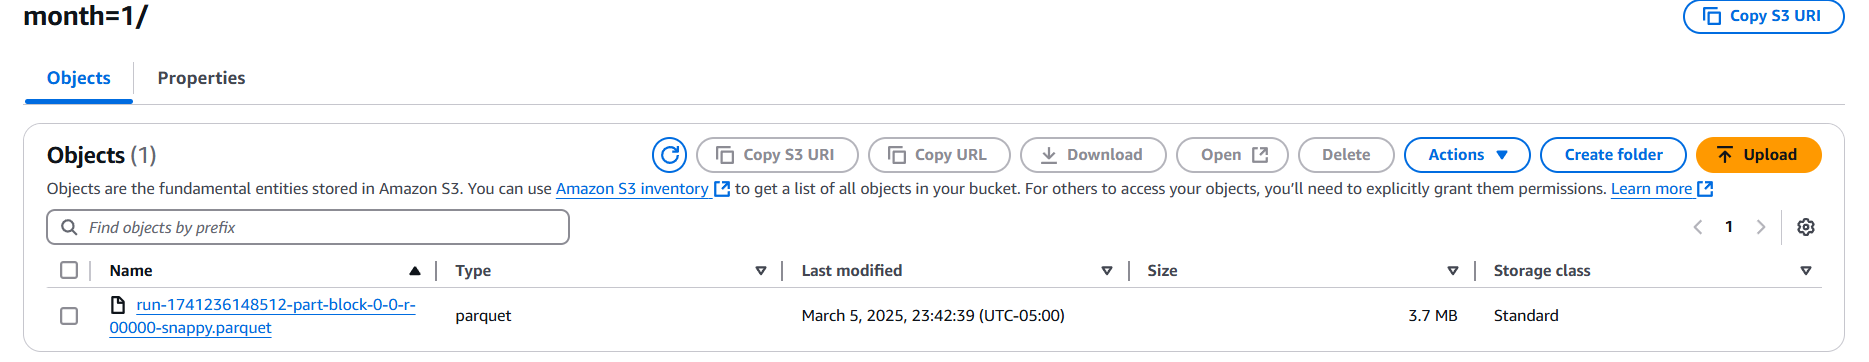 month=1/
Copy S3 URI
Objects
Properties
Objects (1)
Copy S3 URI
Copy URL
Download
Open
Delete
Actions
Create folder
Upload
Objects are the fundamental entities stored in Amazon S3. You can use Amazon S3 inventory to get a list of all objects in your bucket. For others to access your objects, you’ll need to explicitly grant them permissions. Learn more
Find objects by prefix
1
Name Type Last modified Size Storage class
run-1741236148512-part-block-0-0-r-
00000-snappy.parquet
parquet
March 5, 2025, 23:42:39 (UTC-05:00)
3.7 MB
Standard